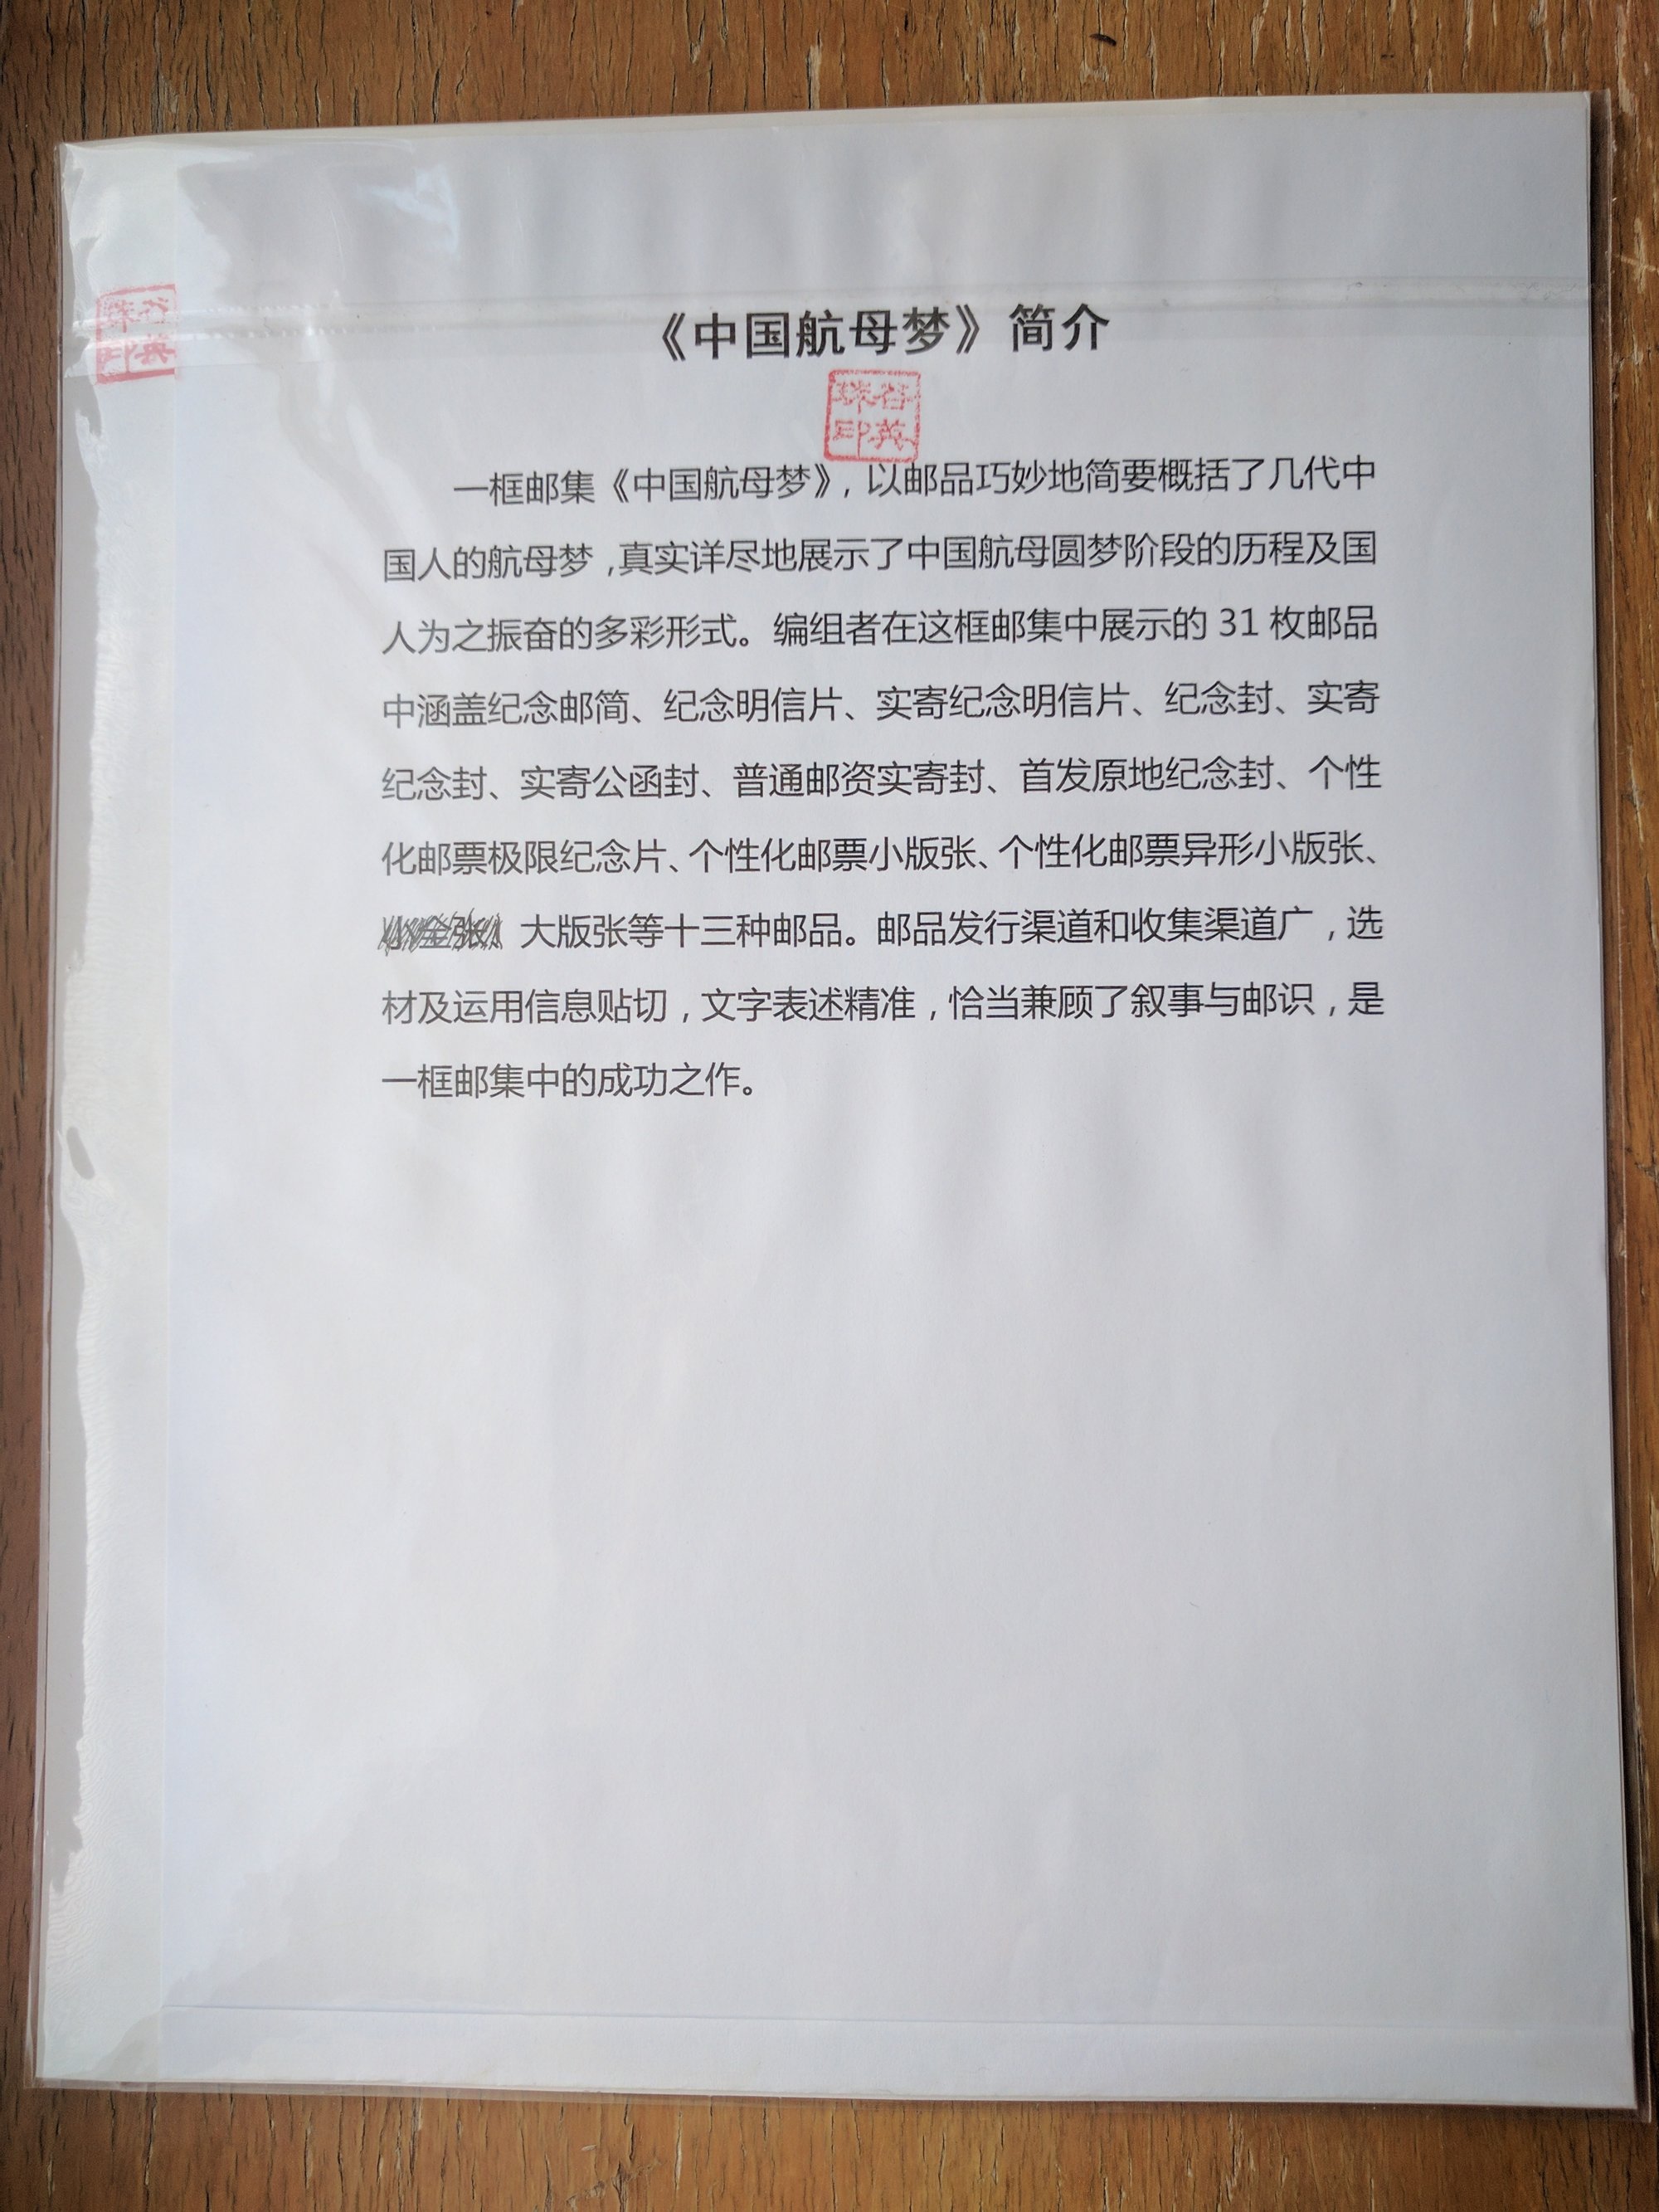 《中国航母梦》简介
一框邮集《中国航母梦》，以邮品巧妙地简要概括了几代中
国人的航母梦，真实详尽地展示了中国航母圆梦阶段的历程及国
人为之振奋的多彩形式。编组者在这框邮集中展示的 31 枚邮品
中涵盖纪念邮简、纪念明信片、实寄纪念明信片、纪念封、实寄
纪念封、实寄公函封、普通邮资实寄封、首发原地纪念封、个性
化邮票极限纪念片、个性化邮票小版张、个性化邮票异形小版张、
大版张等十三种邮品。邮品发行渠道和收集渠道广，选
材及运用信息贴切，文字表述精准，恰当兼顾了叙事与邮识，是
一框邮集中的成功之作。